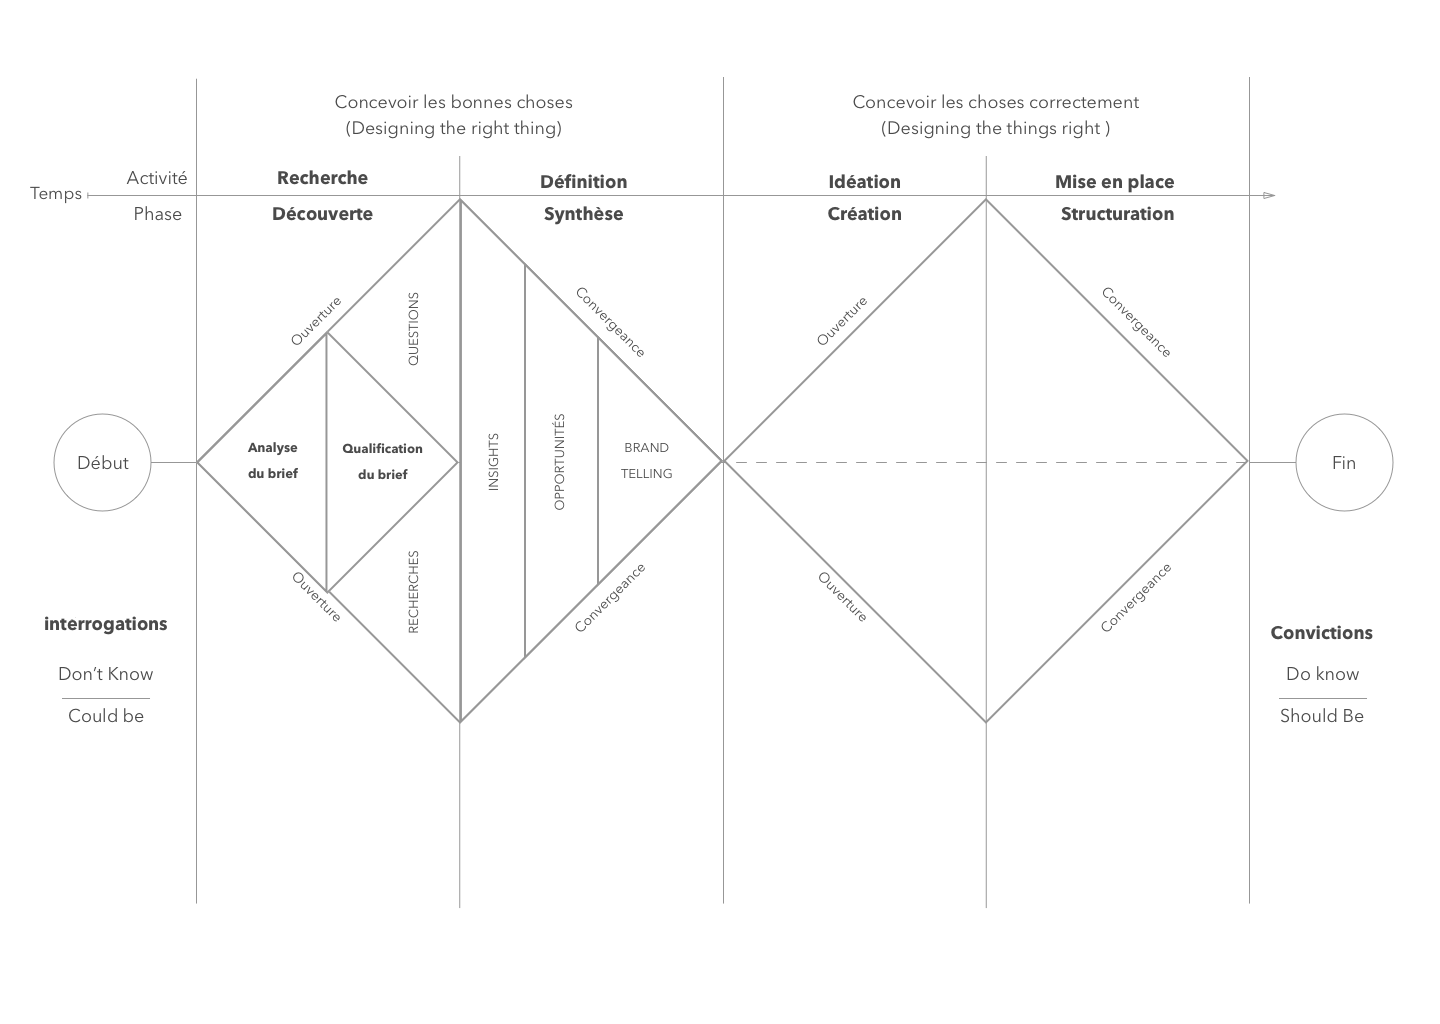 Concevoir les bonnes choses
(Designing the right thing)
Concevoir les choses correctement
(Designing the things right )
Temps
Activité
Recherche
Définition
Idéation
Mise en place
Phase
Découverte
Synthèse
Création
Structuration
Ouverture
QUESTIONS
Convergeance
Ouverture
Convergeance
Début
Analyse
du brief
Qualification
du brief
INSIGHTS
OPPORTUNITÉS
BRAND
TELLING
Fin
Ouverture
RECHERCHES
Convergeance
Ouverture
Convergeance
interrogations
Don’t Know
Could be
Convictions
Do know
Should Be